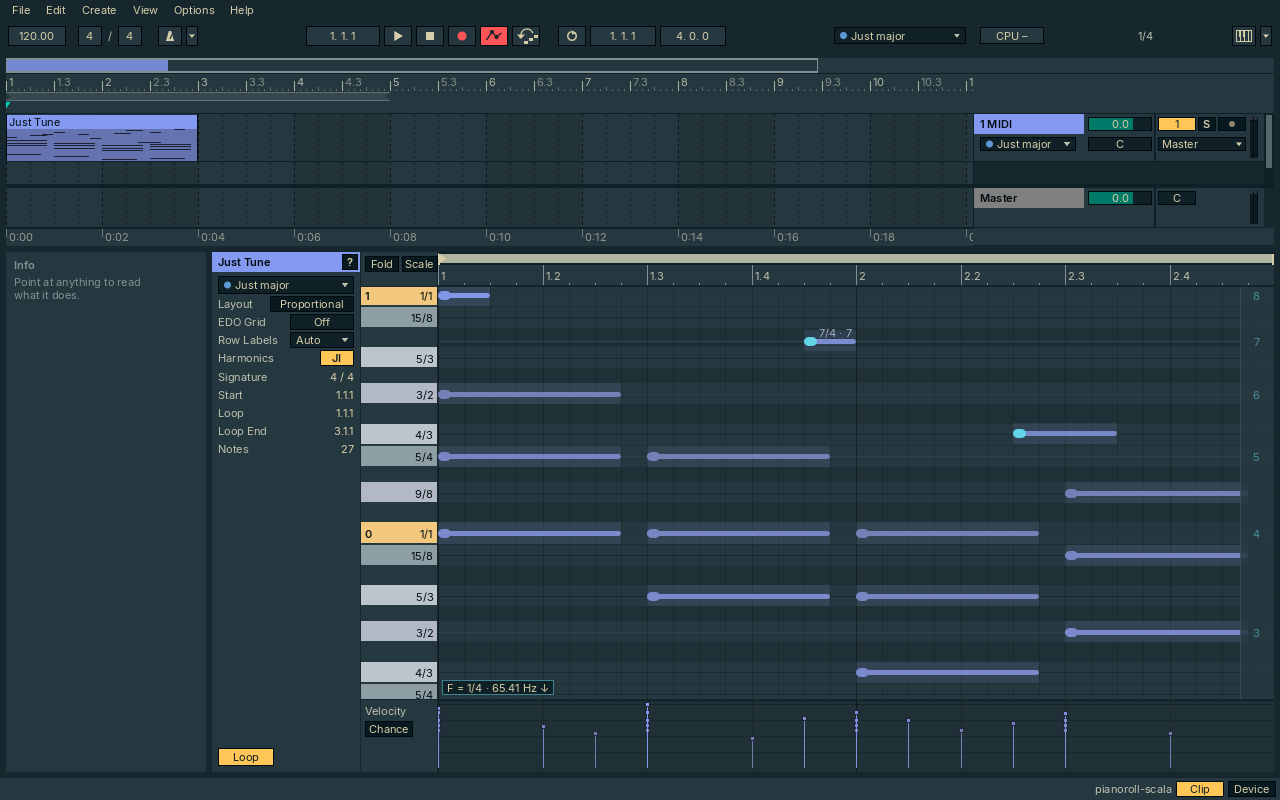 File Edit Create View Options Help
120.00 4 / 4 1. 1. 1 1. 1. 1 4. 0. 0 Just major CPU – 1/4
1 1.3 2 2.3 3 3.3 4 4.3 5 5.3 6 6.3 7 7.3 8 8.3 9 9.3 10 10.3 1
Just Tune
1 MIDI 0.0 1 S
Just major C Master
Master 0.0 C
0:00 0:02 0:04 0:06 0:08 0:10 0:12 0:14 0:16 0:18 0
Info
Point at anything to read
what it does.
Just Tune ?
Just major
Layout Proportional
EDO Grid Off
Row Labels Auto
Harmonics JI
Signature 4 / 4
Start 1.1.1
Loop 1.1.1
Loop End 3.1.1
Notes 27
Loop
Fold Scale
1 1.2 1.3 1.4 2 2.2 2.3 2.4
1 1/1 8
15/8
7/4 · 7 7
5/3
3/2 6
4/3
5/4 5
9/8
0 1/1 4
15/8
5/3
3/2 3
4/3
5/4
F = 1/4 · 65.41 Hz ↓
Velocity
Chance
pianoroll-scala Clip Device